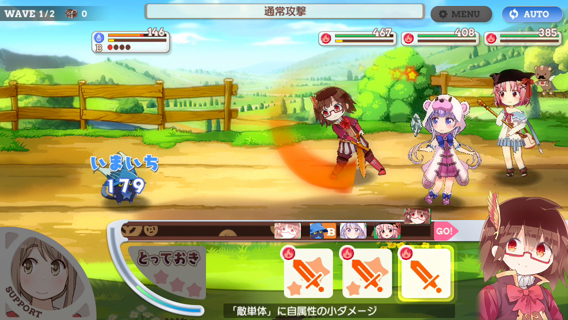 WAVE 1/2 0
通常攻撃
MENU
AUTO
146
B
467
408
385
いまいち
179
B
GO!
とっておき
SUPPORT
「敵単体」に自属性の小ダメージ